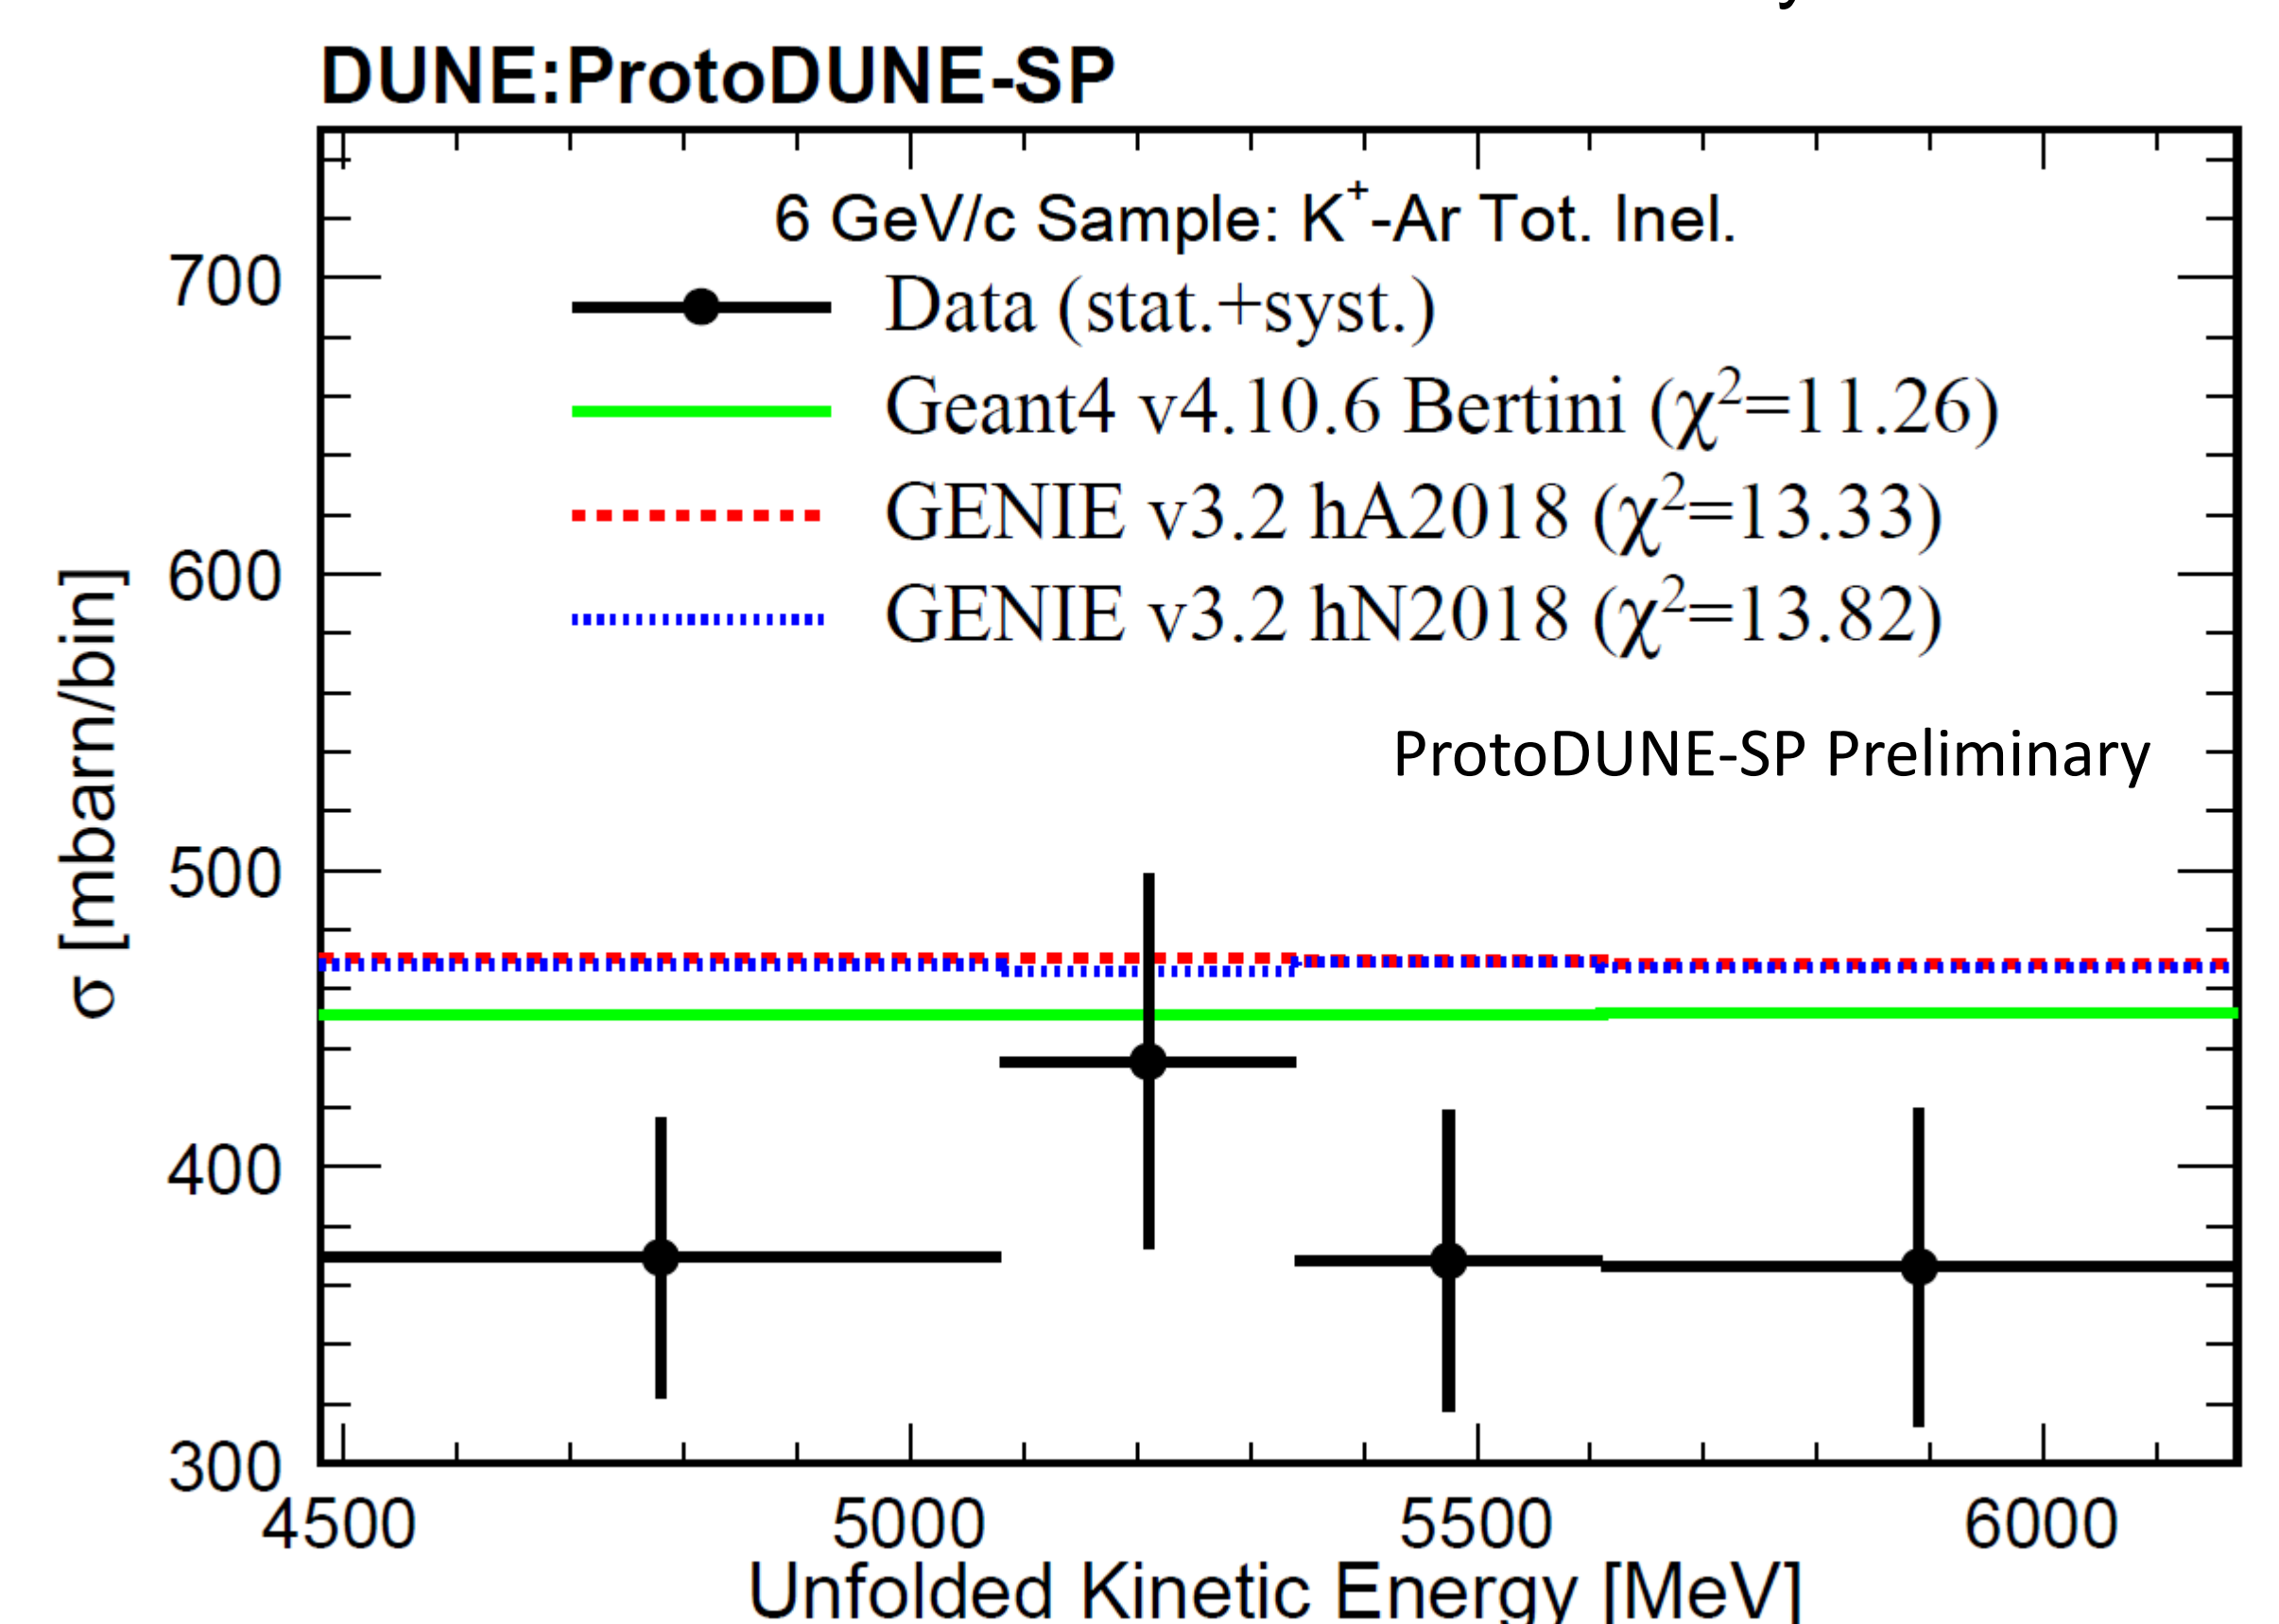 DUNE:ProtoDUNE-SP
6 GeV/c Sample: K⁺-Ar Tot. Inel.
Data (stat.+syst.)
Geant4 v4.10.6 Bertini (χ²=11.26)
GENIE v3.2 hA2018 (χ²=13.33)
GENIE v3.2 hN2018 (χ²=13.82)
ProtoDUNE-SP Preliminary
σ [mbarn/bin]
700
600
500
400
300
4500 5000 5500 6000
Unfolded Kinetic Energy [MeV]